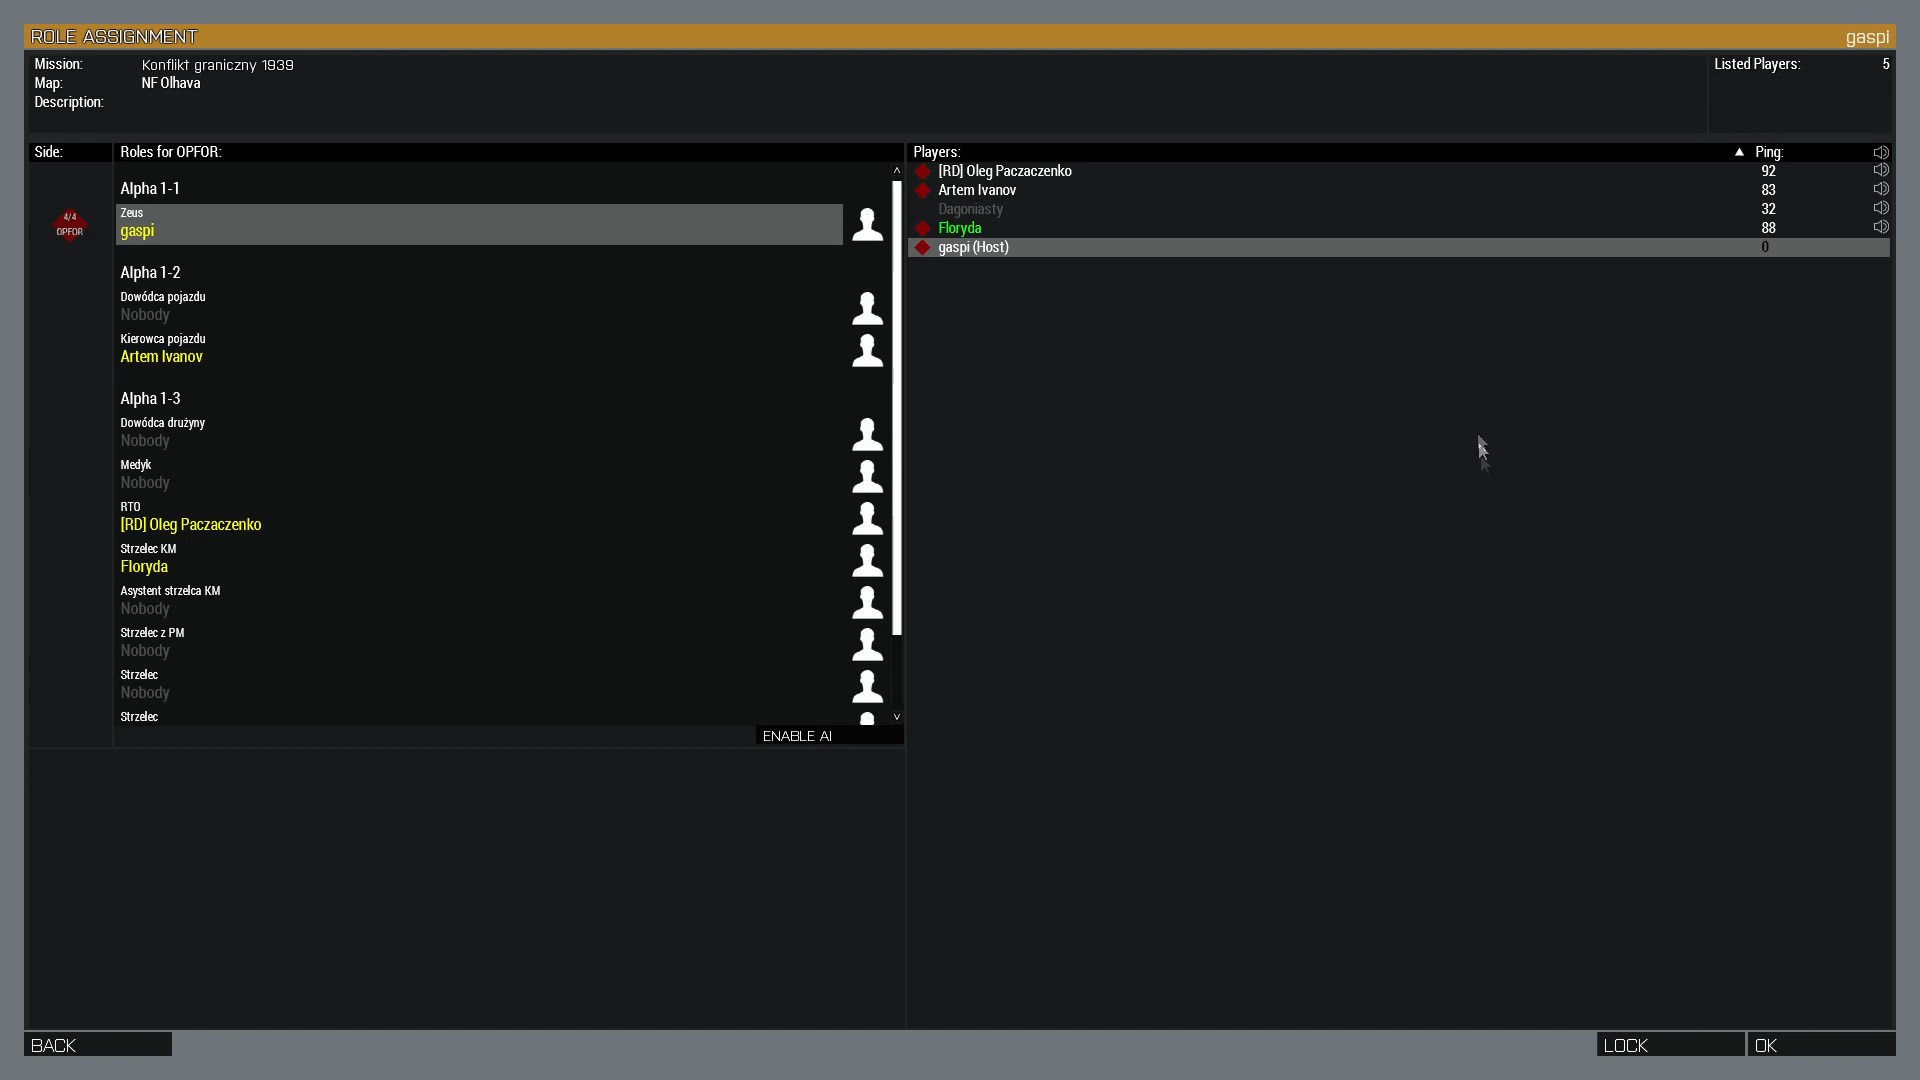 ROLE ASSIGNMENT
gaspi
Mission: Konflikt graniczny 1939
Map: NF Olhava
Description:
Listed Players: 5
Side:
4/4
OPFOR
Roles for OPFOR:
Alpha 1-1
Zeus
gaspi
Alpha 1-2
Dowódca pojazdu
Nobody
Kierowca pojazdu
Artem Ivanov
Alpha 1-3
Dowódca drużyny
Nobody
Medyk
Nobody
RTO
[RD] Oleg Paczaczenko
Strzelec KM
Floryda
Asystent strzelca KM
Nobody
Strzelec z PM
Nobody
Strzelec
Nobody
Strzelec
ENABLE AI
Players: Ping:
[RD] Oleg Paczaczenko 92
Artem Ivanov 83
Dagoniasty 32
Floryda 88
gaspi (Host) 0
BACK
LOCK
OK